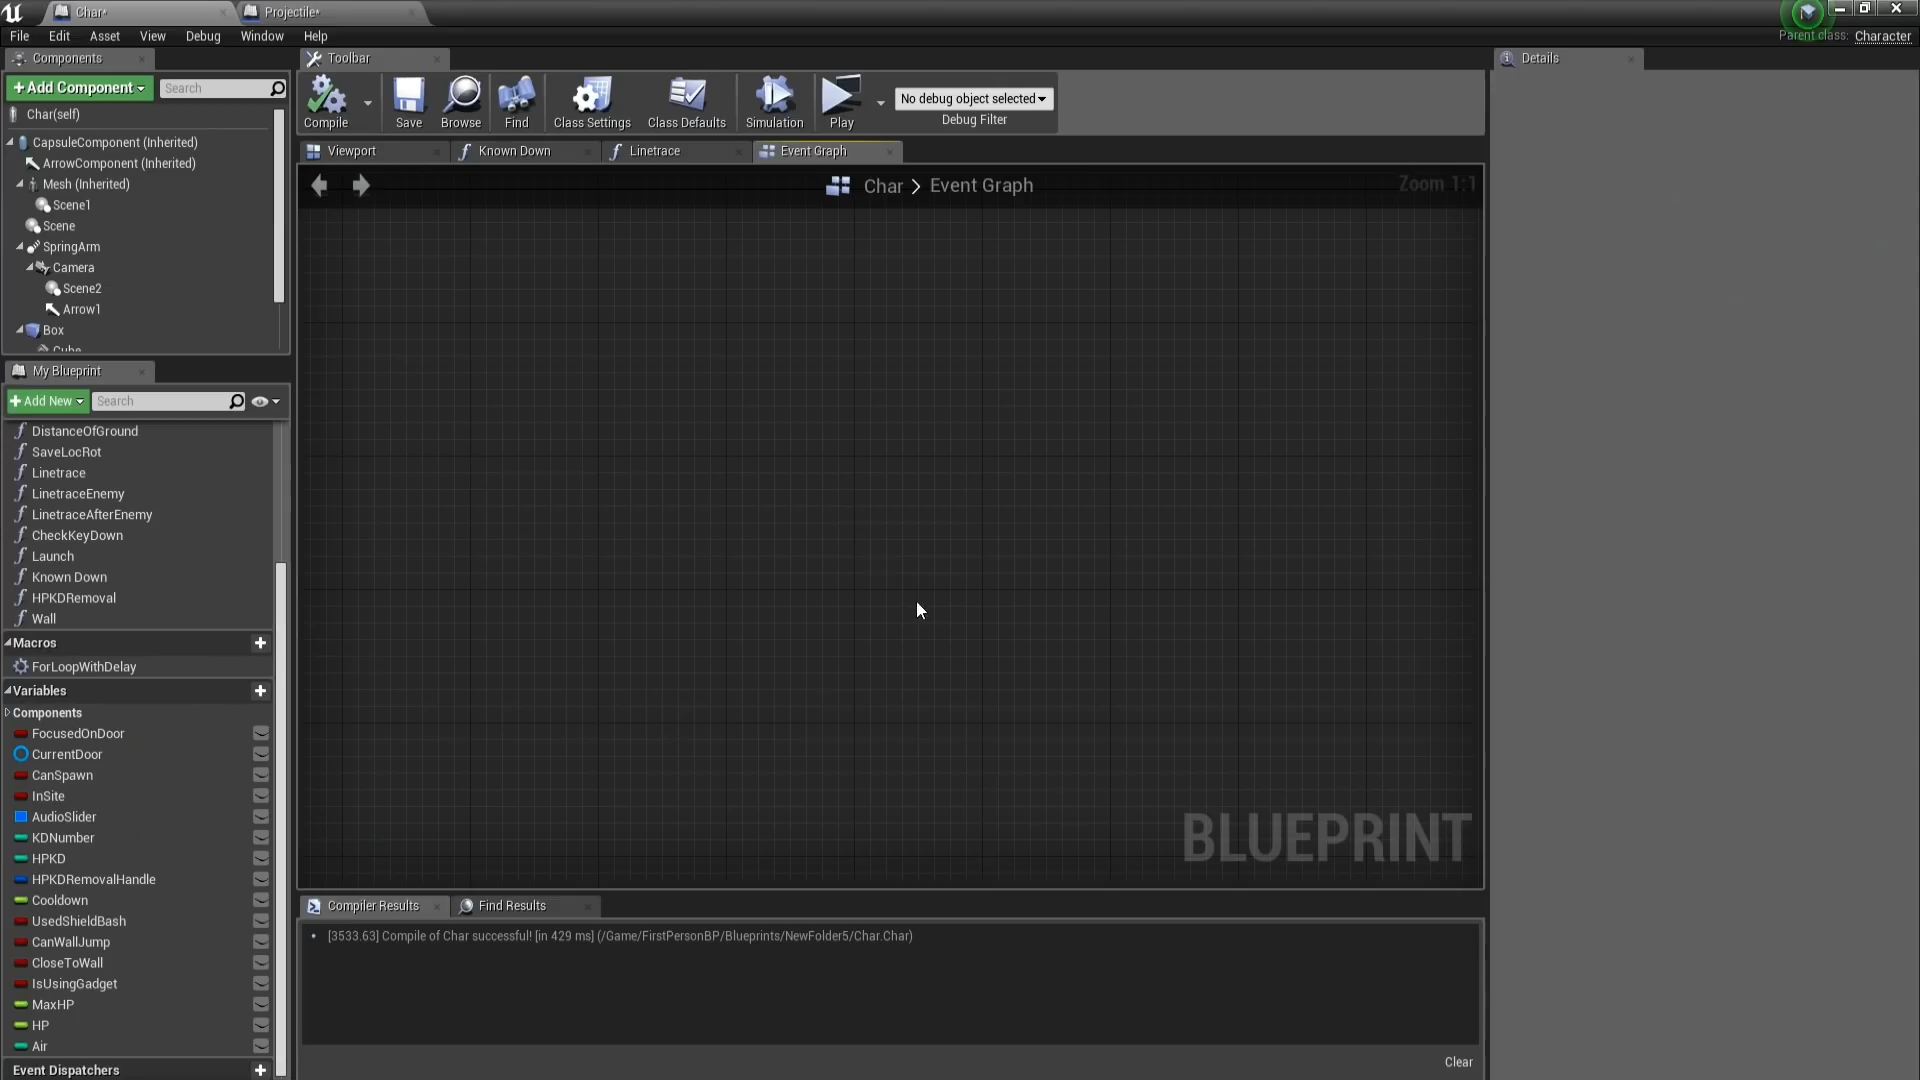 Char*
Projectile*
File Edit Asset View Debug Window Help
Parent class: Character
Components
+Add Component
Search
Char(self)
CapsuleComponent (Inherited)
ArrowComponent (Inherited)
Mesh (Inherited)
Scene1
Scene
SpringArm
Camera
Scene2
Arrow1
Box
Cube
My Blueprint
+Add New
Search
DistanceOfGround
SaveLocRot
Linetrace
LinetraceEnemy
LinetraceAfterEnemy
CheckKeyDown
Launch
Known Down
HPKDRemoval
Wall
Macros
ForLoopWithDelay
Variables
Components
FocusedOnDoor
CurrentDoor
CanSpawn
InSite
AudioSlider
KDNumber
HPKD
HPKDRemovalHandle
Cooldown
UsedShieldBash
CanWallJump
CloseToWall
IsUsingGadget
MaxHP
HP
Air
Event Dispatchers
Toolbar
Compile
Save
Browse
Find
Class Settings
Class Defaults
Simulation
Play
No debug object selected
Debug Filter
Viewport
Known Down
Linetrace
Event Graph
Char > Event Graph
Zoom 1:1
BLUEPRINT
Compiler Results
Find Results
[3533.63] Compile of Char successful! [in 429 ms] (/Game/FirstPersonBP/Blueprints/NewFolder5/Char.Char)
Clear
Details